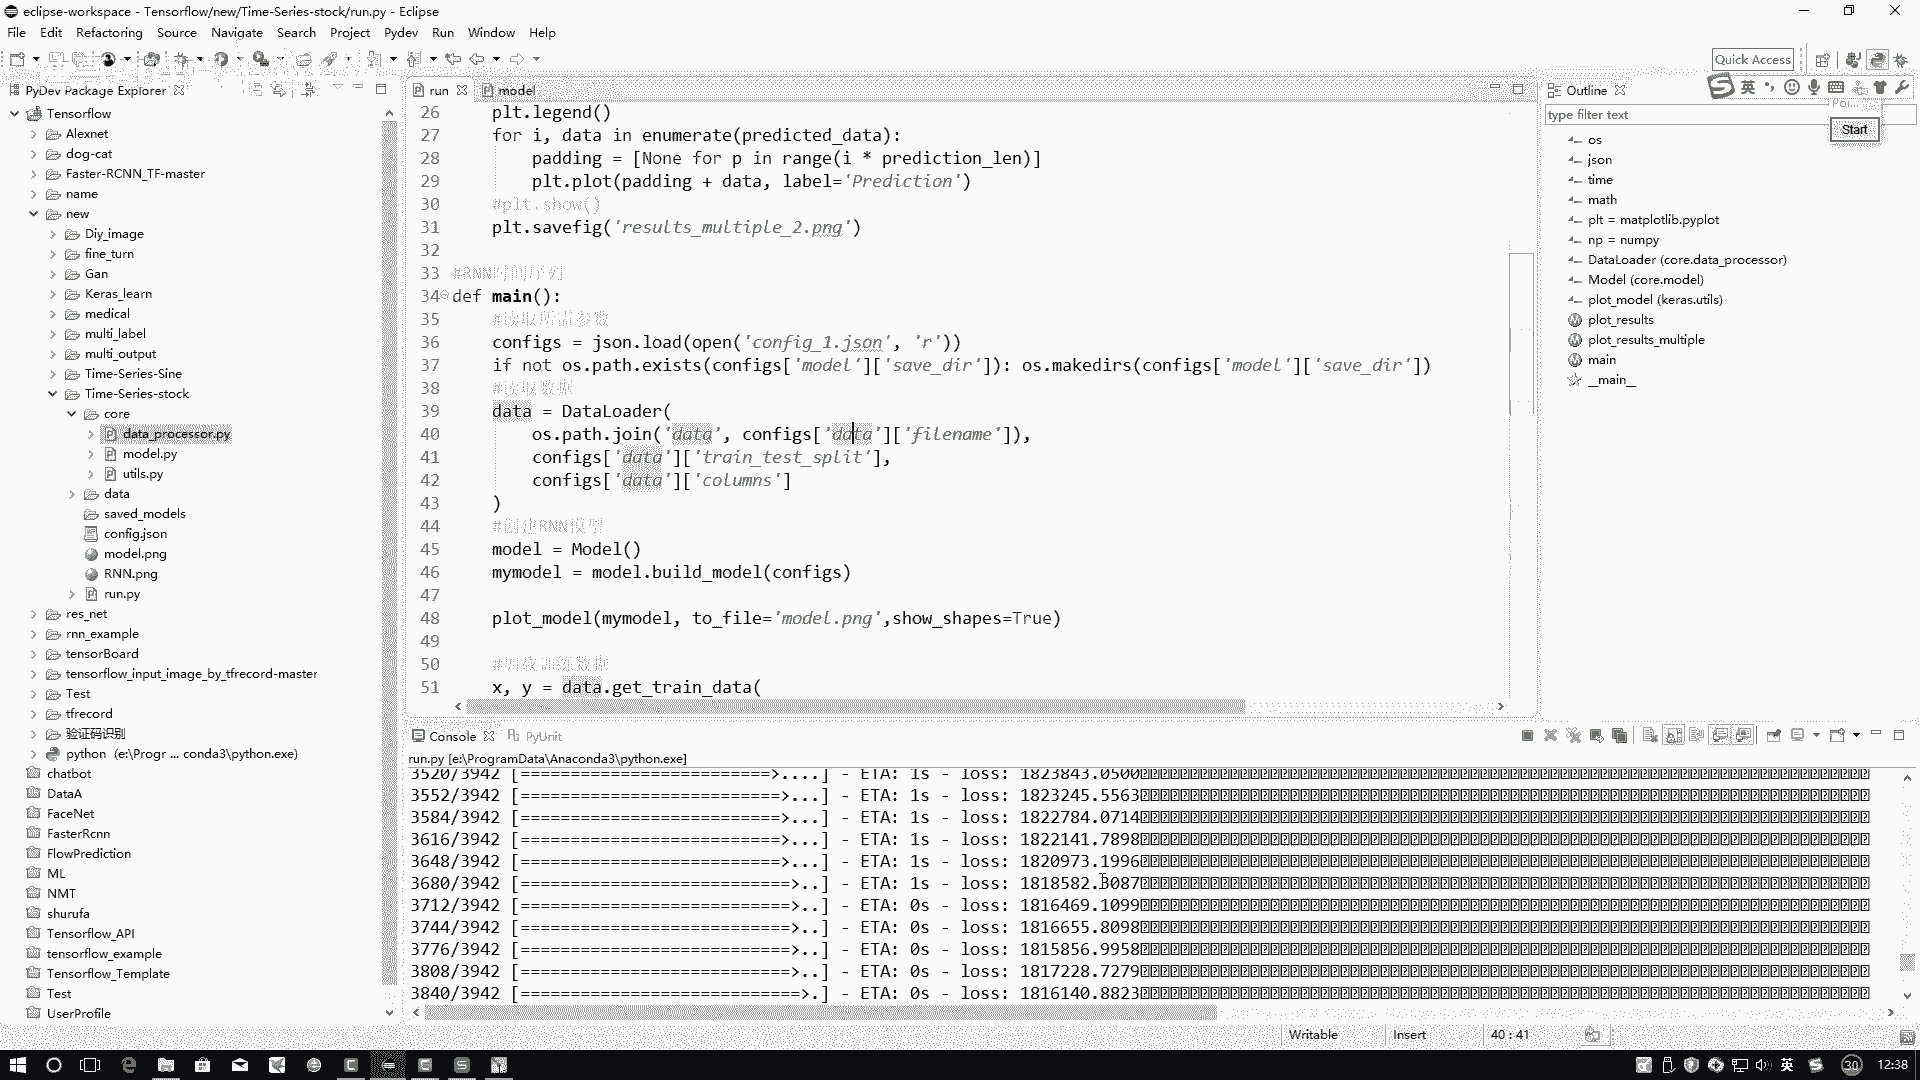 eclipse-workspace - Tensorflow/new/Time-Series-stock/run.py - Eclipse
File Edit Refactoring Source Navigate Search Project Pydev Run Window Help
Quick Access
PyDev Package Explorer
Tensorflow
Alexnet
dog-cat
Faster-RCNN_TF-master
name
new
Diy_image
fine_turn
Gan
Keras_learn
medical
multi_label
multi_output
Time-Series-Sine
Time-Series-stock
core
data_processor.py
model.py
utils.py
data
saved_models
config.json
model.png
RNN.png
run.py
res_net
rnn_example
tensorBoard
tensorflow_input_image_by_tfrecord-master
Test
tfrecord
验证码识别
python (e:\Progr ... conda3\python.exe)
chatbot
DataA
FaceNet
FasterRcnn
FlowPrediction
ML
NMT
shurufa
Tensorflow_API
tensorflow_example
Tensorflow_Template
Test
UserProfile
run model
26 plt.legend()
27 for i, data in enumerate(predicted_data):
28 padding = [None for p in range(i * prediction_len)]
29 plt.plot(padding + data, label='Prediction')
30 #plt.show()
31 plt.savefig('results_multiple_2.png')
32
33 #RNN时间序列
34 def main():
35 #读取所需参数
36 configs = json.load(open('config_1.json', 'r'))
37 if not os.path.exists(configs['model']['save_dir']): os.makedirs(configs['model']['save_dir'])
38 #读取数据
39 data = DataLoader(
40 os.path.join('data', configs['data']['filename']),
41 configs['data']['train_test_split'],
42 configs['data']['columns']
43 )
44 #创建RNN模型
45 model = Model()
46 mymodel = model.build_model(configs)
47
48 plot_model(mymodel, to_file='model.png',show_shapes=True)
49
50 #加载训练数据
51 x, y = data.get_train_data(
Outline
英
type filter text
Start
os
json
time
math
plt = matplotlib.pyplot
np = numpy
DataLoader (core.data_processor)
Model (core.model)
plot_model (keras.utils)
plot_results
plot_results_multiple
main
__main__
Console PyUnit
run.py [e:\ProgramData\Anaconda3\python.exe]
3520/3942 [=========================>....] - ETA: 1s - loss: 1823843.0500
3552/3942 [==========================>...] - ETA: 1s - loss: 1823245.5563
3584/3942 [==========================>...] - ETA: 1s - loss: 1822784.0714
3616/3942 [==========================>...] - ETA: 1s - loss: 1822141.7898
3648/3942 [==========================>...] - ETA: 1s - loss: 1820973.1996
3680/3942 [===========================>..] - ETA: 1s - loss: 1818582.3087
3712/3942 [===========================>..] - ETA: 0s - loss: 1816469.1099
3744/3942 [===========================>..] - ETA: 0s - loss: 1816655.8098
3776/3942 [===========================>..] - ETA: 0s - loss: 1815856.9958
3808/3942 [===========================>..] - ETA: 0s - loss: 1817228.7279
3840/3942 [============================>.] - ETA: 0s - loss: 1816140.8823
Writable Insert 40 : 41
英 30 12:38